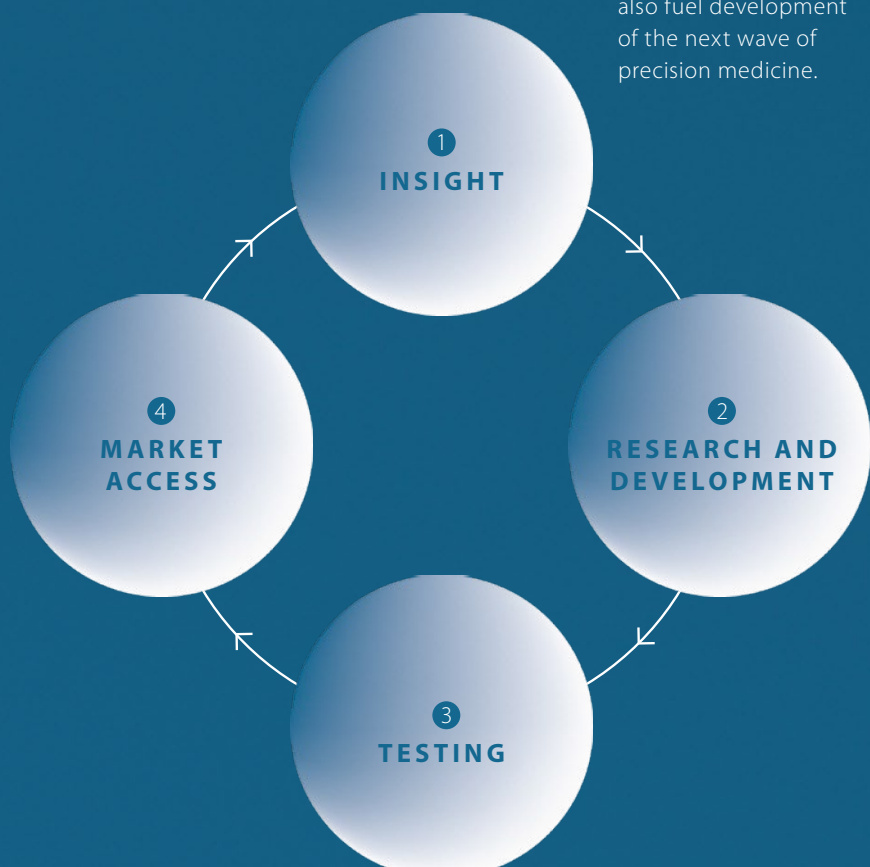 also fuel development
of the next wave of
precision medicine.
1
INSIGHT
2
RESEARCH AND
DEVELOPMENT
3
TESTING
4
MARKET
ACCESS